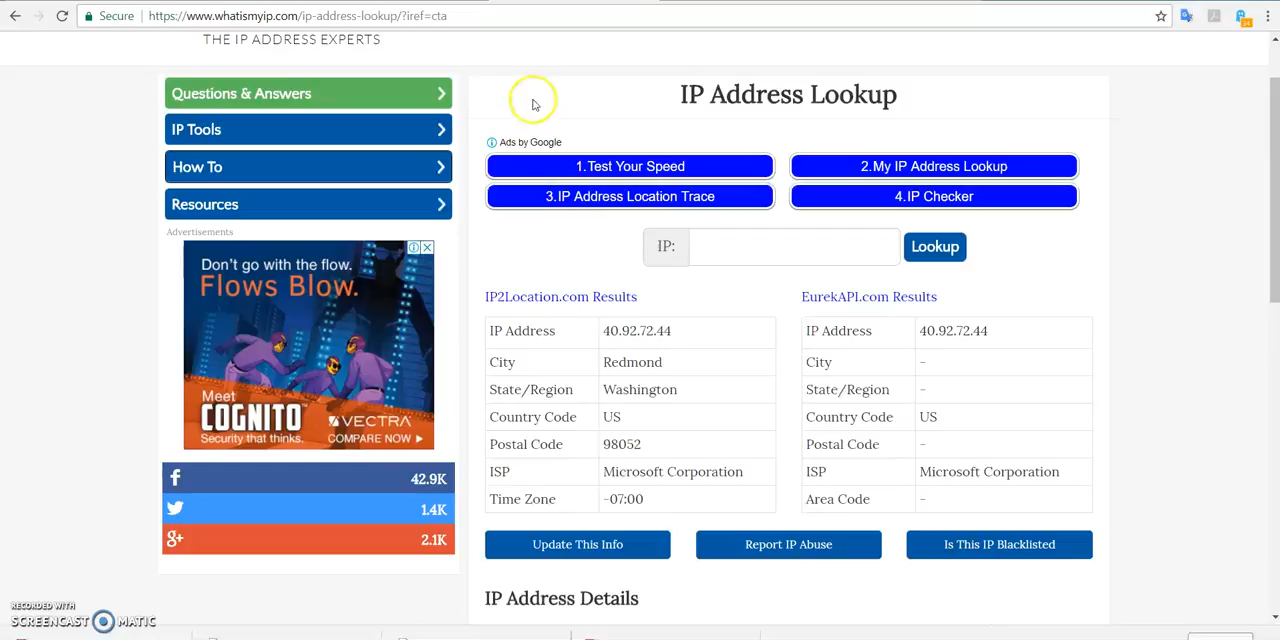 Secure https://www.whatismyip.com/ip-address-lookup/?iref=cta
THE IP ADDRESS EXPERTS
Questions & Answers
IP Tools
How To
Resources
Advertisements
Don't go with the flow.
Flows Blow.
Meet
COGNITO
Security that thinks.
VECTRA
COMPARE NOW
42.9K
1.4K
2.1K
IP Address Lookup
Ads by Google
1.Test Your Speed 2.My IP Address Lookup
3.IP Address Location Trace 4.IP Checker
IP: Lookup
IP2Location.com Results
IP Address 40.92.72.44
City Redmond
State/Region Washington
Country Code US
Postal Code 98052
ISP Microsoft Corporation
Time Zone -07:00
EurekAPI.com Results
IP Address 40.92.72.44
City -
State/Region -
Country Code US
Postal Code -
ISP Microsoft Corporation
Area Code -
Update This Info Report IP Abuse Is This IP Blacklisted
IP Address Details
RECORDED WITH
SCREENCAST MATIC